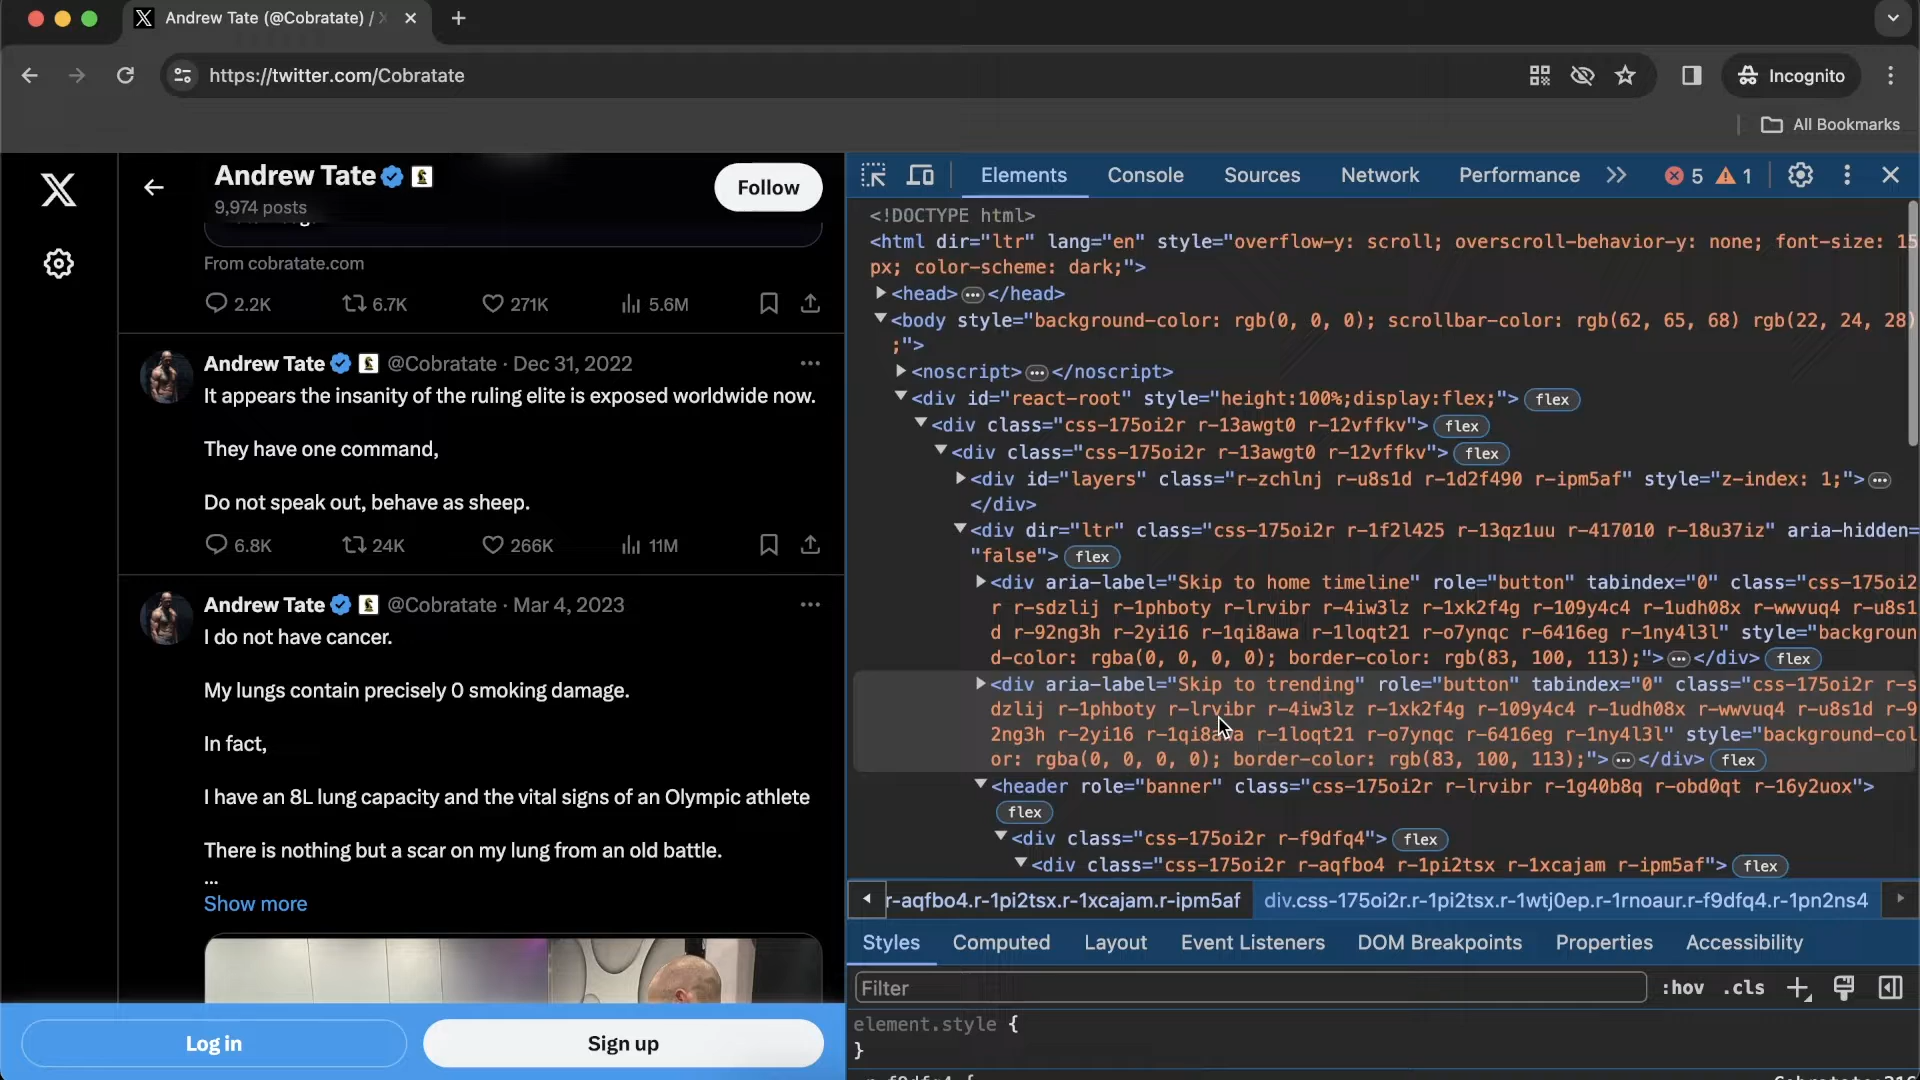 Andrew Tate (@Cobratate) / X
https://twitter.com/Cobratate
Incognito
All Bookmarks
Andrew Tate
9,974 posts
Follow
From cobratate.com
2.2K 6.7K 271K 5.6M
Andrew Tate @Cobratate · Dec 31, 2022
It appears the insanity of the ruling elite is exposed worldwide now.
They have one command,
Do not speak out, behave as sheep.
6.8K 24K 266K 11M
Andrew Tate @Cobratate · Mar 4, 2023
I do not have cancer.
My lungs contain precisely 0 smoking damage.
In fact,
I have an 8L lung capacity and the vital signs of an Olympic athlete
There is nothing but a scar on my lung from an old battle.
...
Show more
Log in
Sign up
Elements Console Sources Network Performance 5 1
<!DOCTYPE html>
<html dir="ltr" lang="en" style="overflow-y: scroll; overscroll-behavior-y: none; font-size: 15
px; color-scheme: dark;">
<head>…</head>
<body style="background-color: rgb(0, 0, 0); scrollbar-color: rgb(62, 65, 68) rgb(22, 24, 28)
;">
<noscript>…</noscript>
<div id="react-root" style="height:100%;display:flex;"> flex
<div class="css-175oi2r r-13awgt0 r-12vffkv"> flex
<div class="css-175oi2r r-13awgt0 r-12vffkv"> flex
<div id="layers" class="r-zchlnj r-u8s1d r-1d2f490 r-ipm5af" style="z-index: 1;">…
</div>
<div dir="ltr" class="css-175oi2r r-1f2l425 r-13qz1uu r-417010 r-18u37iz" aria-hidden=
"false"> flex
<div aria-label="Skip to home timeline" role="button" tabindex="0" class="css-175oi2
r r-sdzlij r-1phboty r-lrvibr r-4iw3lz r-1xk2f4g r-109y4c4 r-1udh08x r-wwvuq4 r-u8s1
d r-92ng3h r-2yi16 r-1qi8awa r-1loqt21 r-o7ynqc r-6416eg r-1ny4l3l" style="backgroun
d-color: rgba(0, 0, 0, 0); border-color: rgb(83, 100, 113);">…</div> flex
<div aria-label="Skip to trending" role="button" tabindex="0" class="css-175oi2r r-s
dzlij r-1phboty r-lrvibr r-4iw3lz r-1xk2f4g r-109y4c4 r-1udh08x r-wwvuq4 r-u8s1d r-9
2ng3h r-2yi16 r-1qi8awa r-1loqt21 r-o7ynqc r-6416eg r-1ny4l3l" style="background-col
or: rgba(0, 0, 0, 0); border-color: rgb(83, 100, 113);">…</div> flex
<header role="banner" class="css-175oi2r r-lrvibr r-1g40b8q r-obd0qt r-16y2uox">
flex
<div class="css-175oi2r r-f9dfq4"> flex
<div class="css-175oi2r r-aqfbo4 r-1pi2tsx r-1xcajam r-ipm5af"> flex
r-aqfbo4.r-1pi2tsx.r-1xcajam.r-ipm5af div.css-175oi2r.r-1pi2tsx.r-1wtj0ep.r-1rnoaur.r-f9dfq4.r-1pn2ns4
Styles Computed Layout Event Listeners DOM Breakpoints Properties Accessibility
Filter :hov .cls
element.style {
}